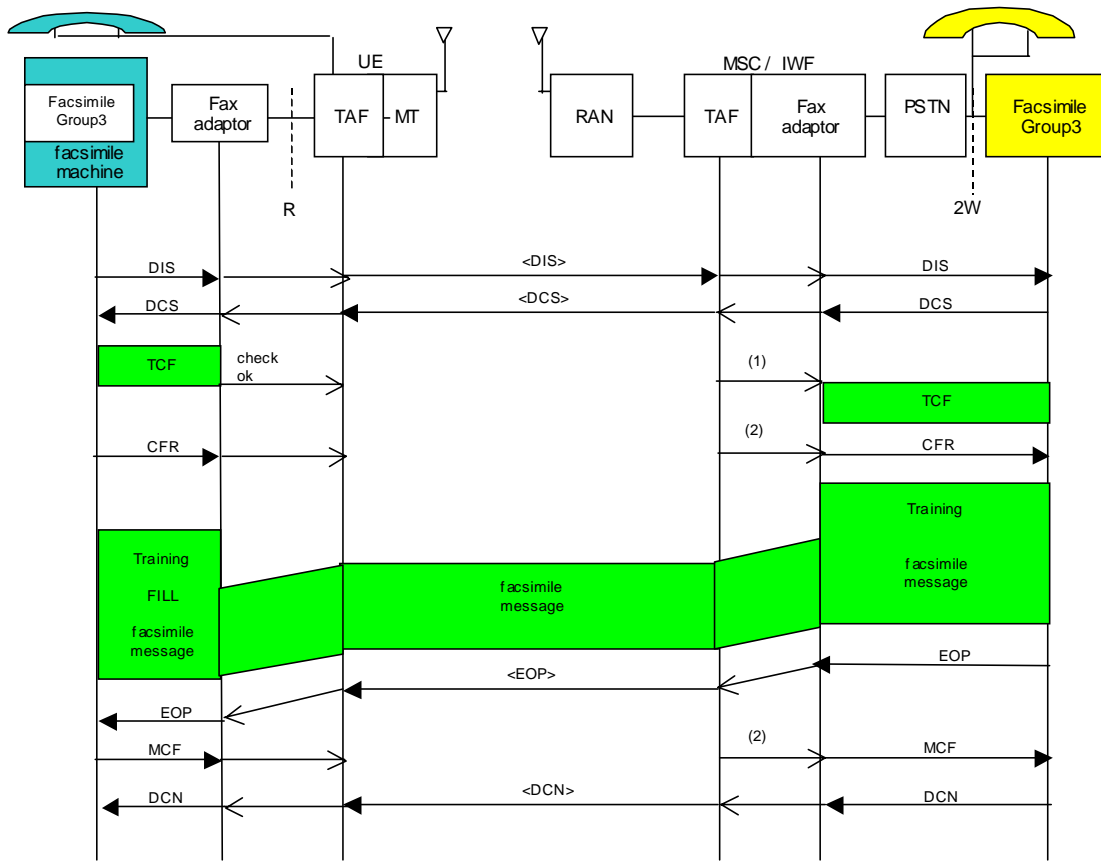 UE
MSC / IWF
Facsimile
Group3
facsimile
machine
Fax
adaptor
TAF
MT
RAN
TAF
Fax
adaptor
PSTN
Facsimile
Group3
R
2W
DIS
<DIS>
DIS
DCS
<DCS>
DCS
TCF
check
ok
(1)
TCF
CFR
(2)
CFR
Training
FILL
facsimile
message
facsimile
message
Training
facsimile
message
EOP
<EOP>
EOP
MCF
(2)
MCF
DCN
<DCN>
DCN